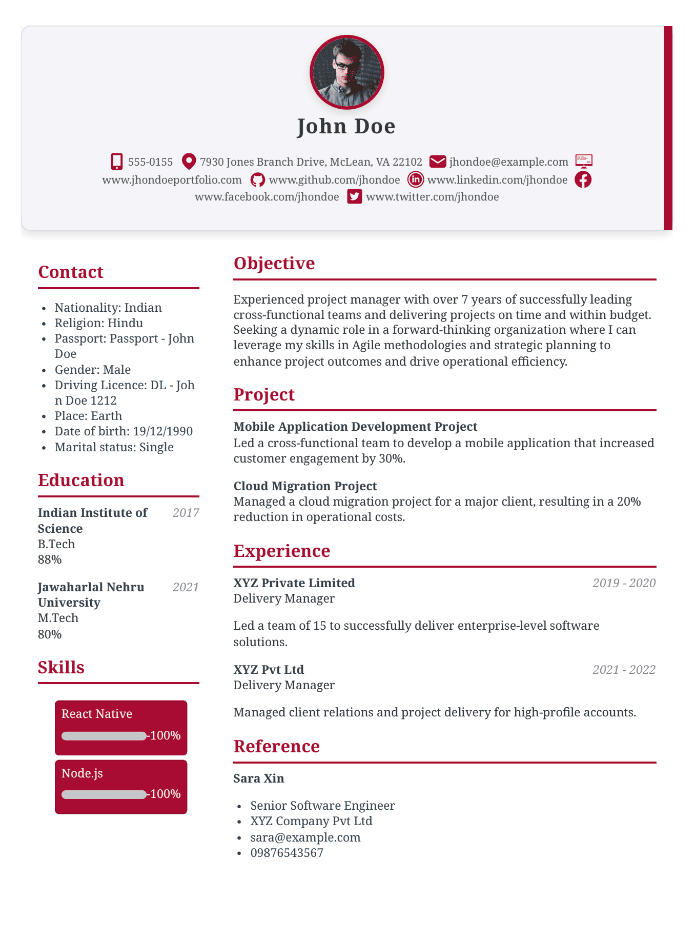 John Doe
555-0155 7930 Jones Branch Drive, McLean, VA 22102 jhondoe@example.com
www.jhondoeportfolio.com www.github.com/jhondoe www.linkedin.com/jhondoe
www.facebook.com/jhondoe www.twitter.com/jhondoe
Contact
• Nationality: Indian
• Religion: Hindu
• Passport: Passport - John
Doe
• Gender: Male
• Driving Licence: DL - Joh
n Doe 1212
• Place: Earth
• Date of birth: 19/12/1990
• Marital status: Single
Education
Indian Institute of 2017
Science
B.Tech
88%
Jawaharlal Nehru 2021
University
M.Tech
80%
Skills
React Native
-100%
Node.js
-100%
Objective
Experienced project manager with over 7 years of successfully leading
cross-functional teams and delivering projects on time and within budget.
Seeking a dynamic role in a forward-thinking organization where I can
leverage my skills in Agile methodologies and strategic planning to
enhance project outcomes and drive operational efficiency.
Project
Mobile Application Development Project
Led a cross-functional team to develop a mobile application that increased
customer engagement by 30%.
Cloud Migration Project
Managed a cloud migration project for a major client, resulting in a 20%
reduction in operational costs.
Experience
XYZ Private Limited 2019 - 2020
Delivery Manager
Led a team of 15 to successfully deliver enterprise-level software
solutions.
XYZ Pvt Ltd 2021 - 2022
Delivery Manager
Managed client relations and project delivery for high-profile accounts.
Reference
Sara Xin
• Senior Software Engineer
• XYZ Company Pvt Ltd
• sara@example.com
• 09876543567